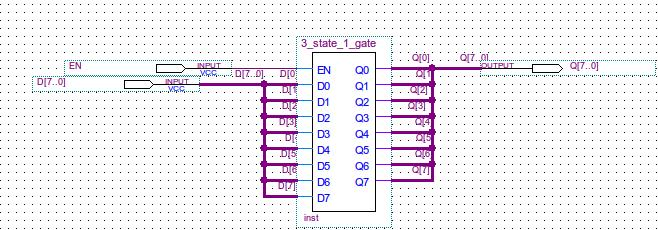 3_state_1_gate
EN INPUT VCC
D[7..0] INPUT VCC
D[7..0] D[0]
D[1]
D[2]
D[3]
D[
D[5]
D[6]
D[7]
EN
D0
D1
D2
D3
D4
D5
D6
D7
Q0
Q1
Q2
Q3
Q4
Q5
Q6
Q7
Q[0]
Q[1]
Q[2]
Q[3]
Q[4]
Q[5]
Q[6]
Q[7]
Q[7..0] OUTPUT Q[7..0]
inst